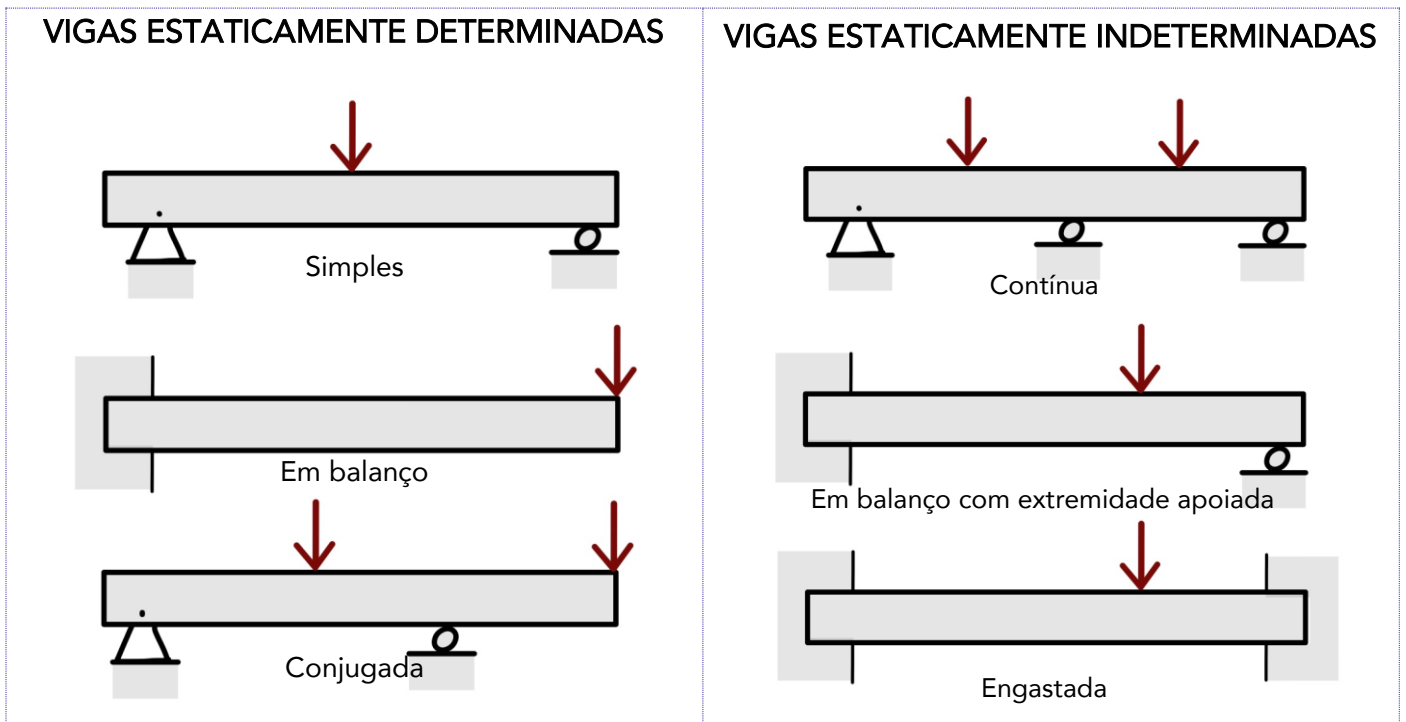 VIGAS ESTATICAMENTE DETERMINADAS
Simples
Em balanço
Conjugada
VIGAS ESTATICAMENTE INDETERMINADAS
Contínua
Em balanço com extremidade apoiada
Engastada